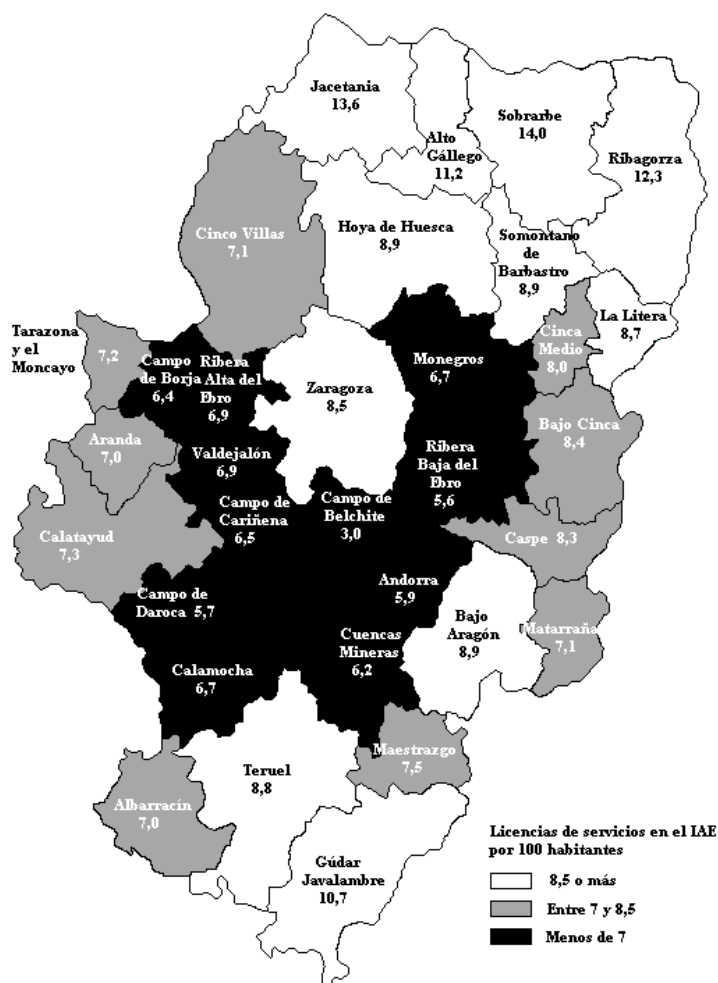 Jacetania
13,6
Alto
Gállego
11,2
Sobrarbe
14,0
Ribagorza
12,3
Cinco Villas
7,1
Hoya de Huesca
8,9
Somontano
de
Barbastro
8,9
La Litera
8,7
Cinca
Medio
8,0
Tarazona
y el
Moncayo
7,2
Campo
de Borja
6,4
Ribera
Alta del
Ebro
6,9
Zaragoza
8,5
Monegros
6,7
Aranda
7,0
Valdejalón
6,9
Ribera
Baja del
Ebro
5,6
Bajo Cinca
8,4
Calatayud
7,3
Campo de
Cariñena
6,5
Campo de
Belchite
3,0
Caspe 8,3
Campo de
Daroca 5,7
Andorra
5,9
Bajo
Aragón
8,9
Matarraña
7,1
Calamocha
6,7
Cuencas
Mineras
6,2
Maestrazgo
7,5
Teruel
8,8
Albarracín
7,0
Gúdar
Javalambre
10,7
Licencias de servicios en el IAE
por 100 habitantes
8,5 o más
Entre 7 y 8,5
Menos de 7